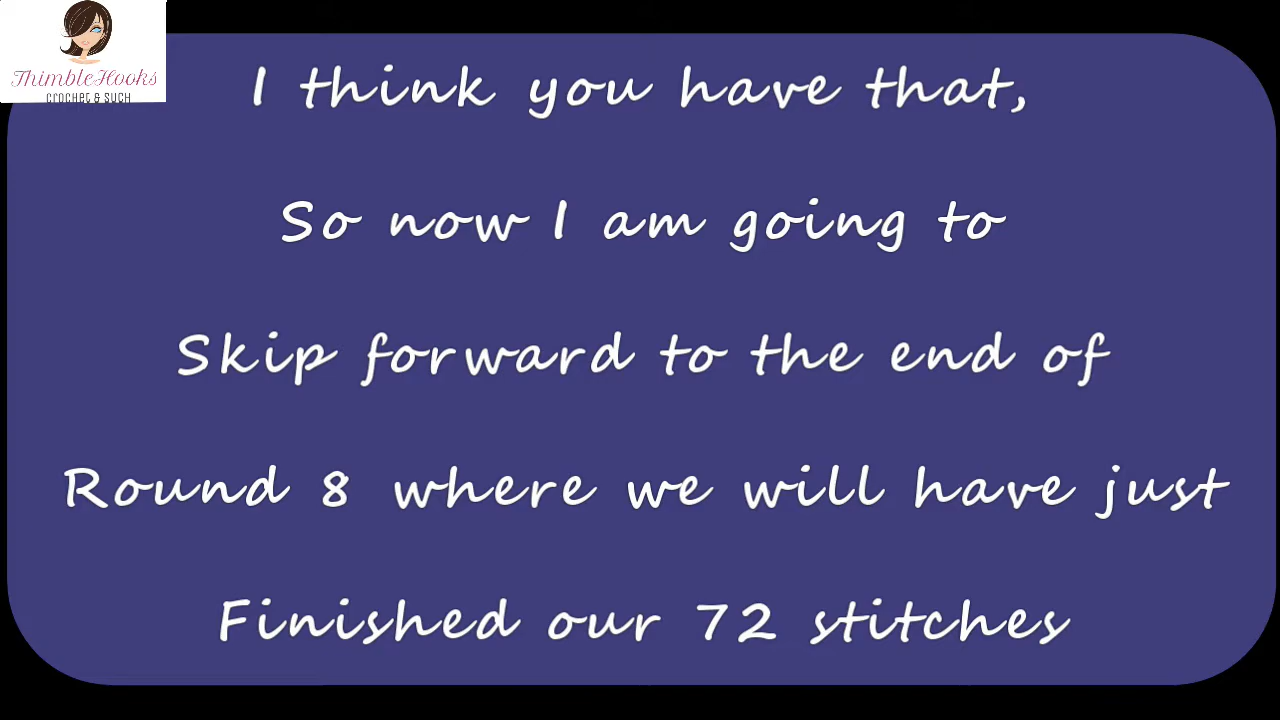 ThimbleHooks
crochet & such
I think you have that,
So now I am going to
Skip forward to the end of
Round 8 where we will have just
Finished our 72 stitches